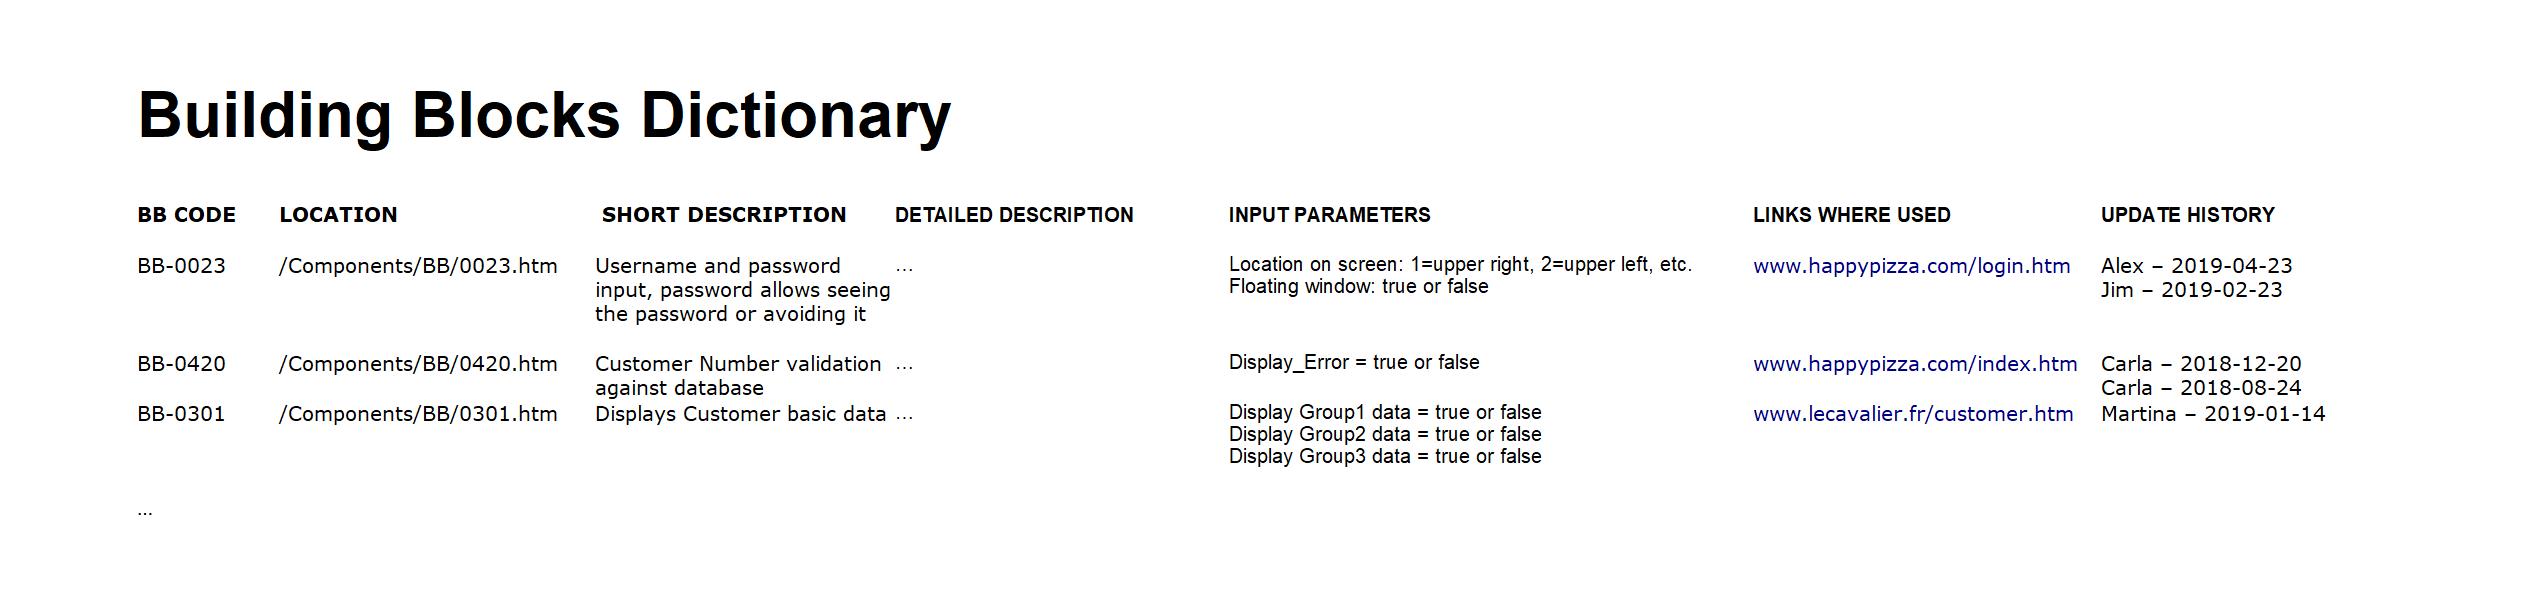 Building Blocks Dictionary
BB CODE LOCATION SHORT DESCRIPTION DETAILED DESCRIPTION INPUT PARAMETERS LINKS WHERE USED UPDATE HISTORY
BB-0023 /Components/BB/0023.htm Username and password ... Location on screen: 1=upper right, 2=upper left, etc. www.happypizza.com/login.htm Alex – 2019-04-23
input, password allows seeing Floating window: true or false Jim – 2019-02-23
the password or avoiding it
BB-0420 /Components/BB/0420.htm Customer Number validation ... Display_Error = true or false www.happypizza.com/index.htm Carla – 2018-12-20
against database Carla – 2018-08-24
BB-0301 /Components/BB/0301.htm Displays Customer basic data ... Display Group1 data = true or false www.lecavalier.fr/customer.htm Martina – 2019-01-14
Display Group2 data = true or false
Display Group3 data = true or false
...